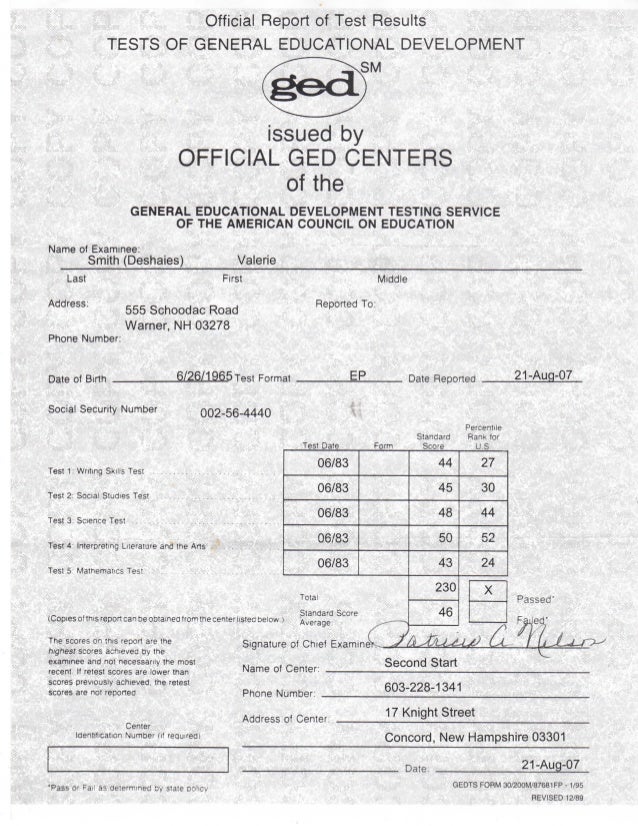 Official Report of Test Results
TESTS OF GENERAL EDUCATIONAL DEVELOPMENT
ged SM
issued by
OFFICIAL GED CENTERS
of the
GENERAL EDUCATIONAL DEVELOPMENT TESTING SERVICE
OF THE AMERICAN COUNCIL ON EDUCATION
Name of Examinee:
Smith (Deshaies) Valerie
Last First Middle
Address: 555 Schoodac Road Reported To:
Warner, NH 03278
Phone Number:
Date of Birth 6/26/1965 Test Format EP Date Reported 21-Aug-07
Social Security Number 002-56-4440
Test Date Form Standard Score Percentile Rank for U.S.
Test 1: Writing Skills Test 06/83 44 27
Test 2: Social Studies Test 06/83 45 30
Test 3: Science Test 06/83 48 44
Test 4: Interpreting Literature and the Arts 06/83 50 52
Test 5: Mathematics Test 06/83 43 24
Total 230 X Passed*
(Copies of this report can be obtained from the center listed below.) Standard Score Average: 46 Failed*
The scores on this report are the
highest scores achieved by the
examinee and not necessarily the most
recent. If retest scores are lower than
scores previously achieved, the retest
scores are not reported.
Signature of Chief Examiner Patricia A. Nelson
Name of Center: Second Start
Phone Number: 603-228-1341
Address of Center: 17 Knight Street
Concord, New Hampshire 03301
Center
Identification Number (if required)
Date: 21-Aug-07
*Pass or Fail as determined by state policy
GEDTS FORM 30/200M/87681FP - 1/95
REVISED 12/89